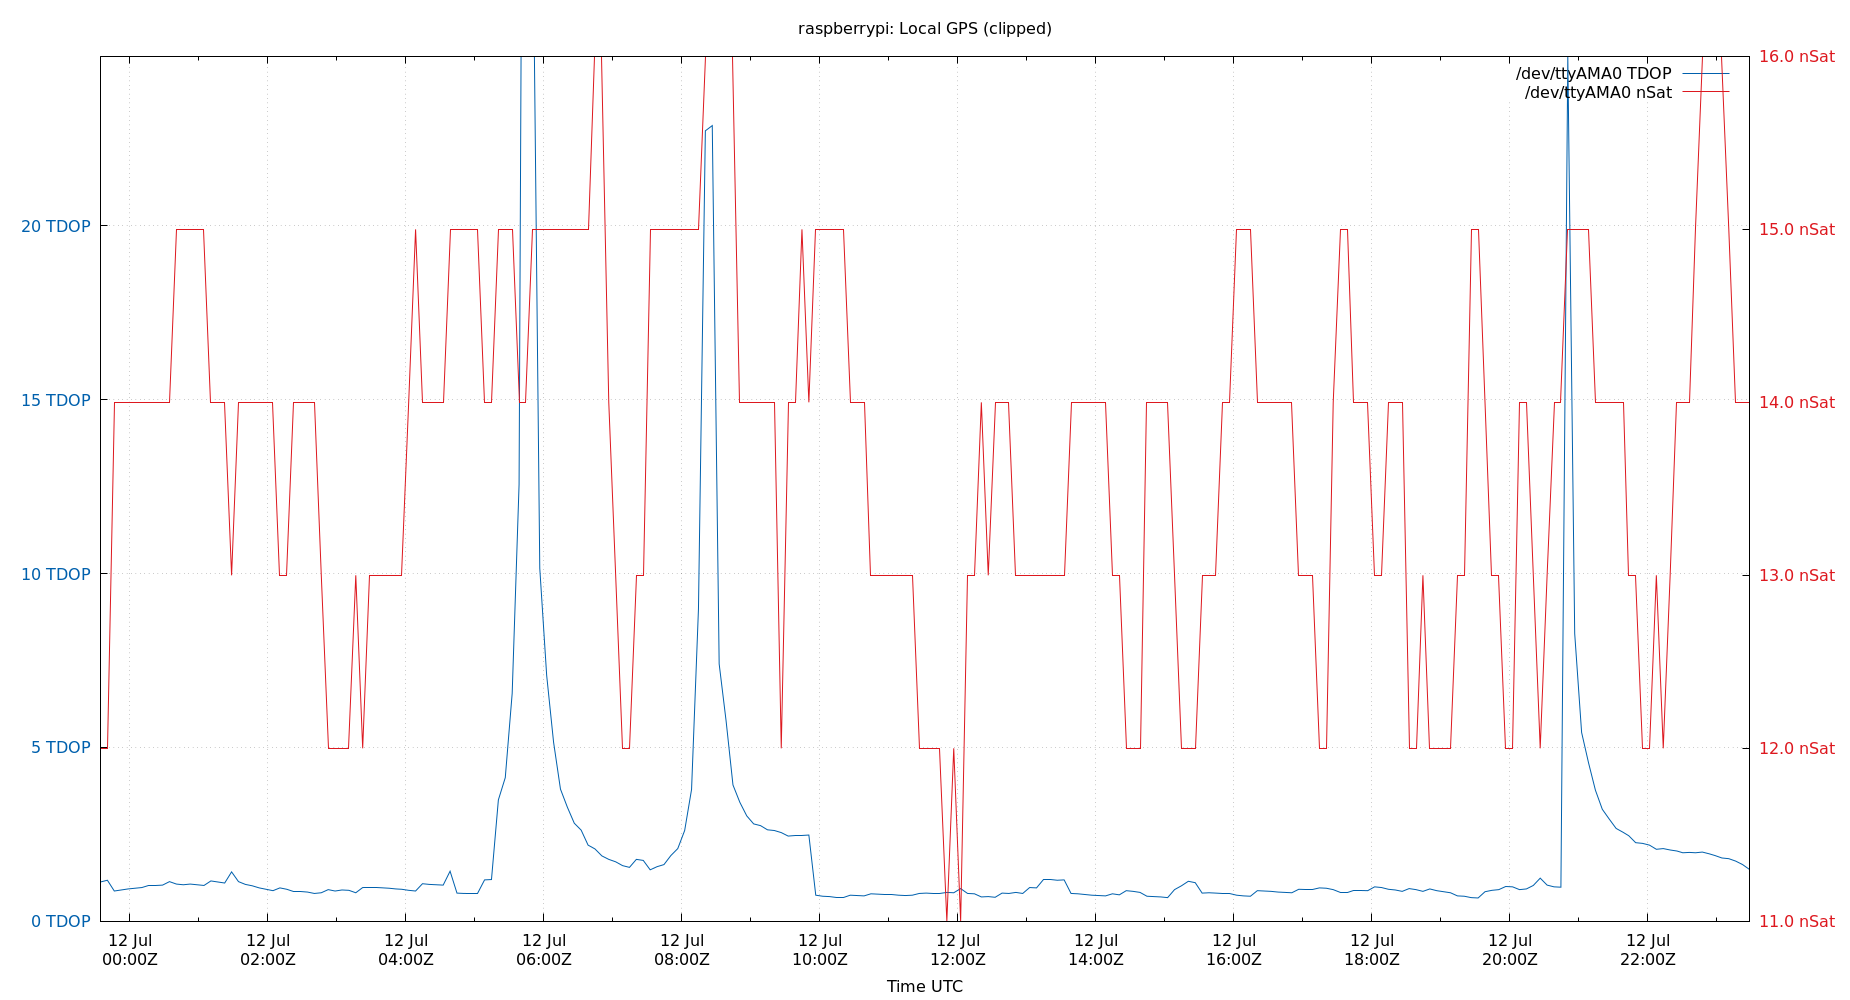 raspberrypi: Local GPS (clipped)
16.0 nSat
/dev/ttyAMA0 TDOP
/dev/ttyAMA0 nSat
20 TDOP
15.0 nSat
15 TDOP
14.0 nSat
10 TDOP
13.0 nSat
5 TDOP
12.0 nSat
0 TDOP
11.0 nSat
12 Jul 12 Jul 12 Jul 12 Jul 12 Jul 12 Jul 12 Jul 12 Jul 12 Jul 12 Jul 12 Jul 12 Jul
00:00Z 02:00Z 04:00Z 06:00Z 08:00Z 10:00Z 12:00Z 14:00Z 16:00Z 18:00Z 20:00Z 22:00Z
Time UTC